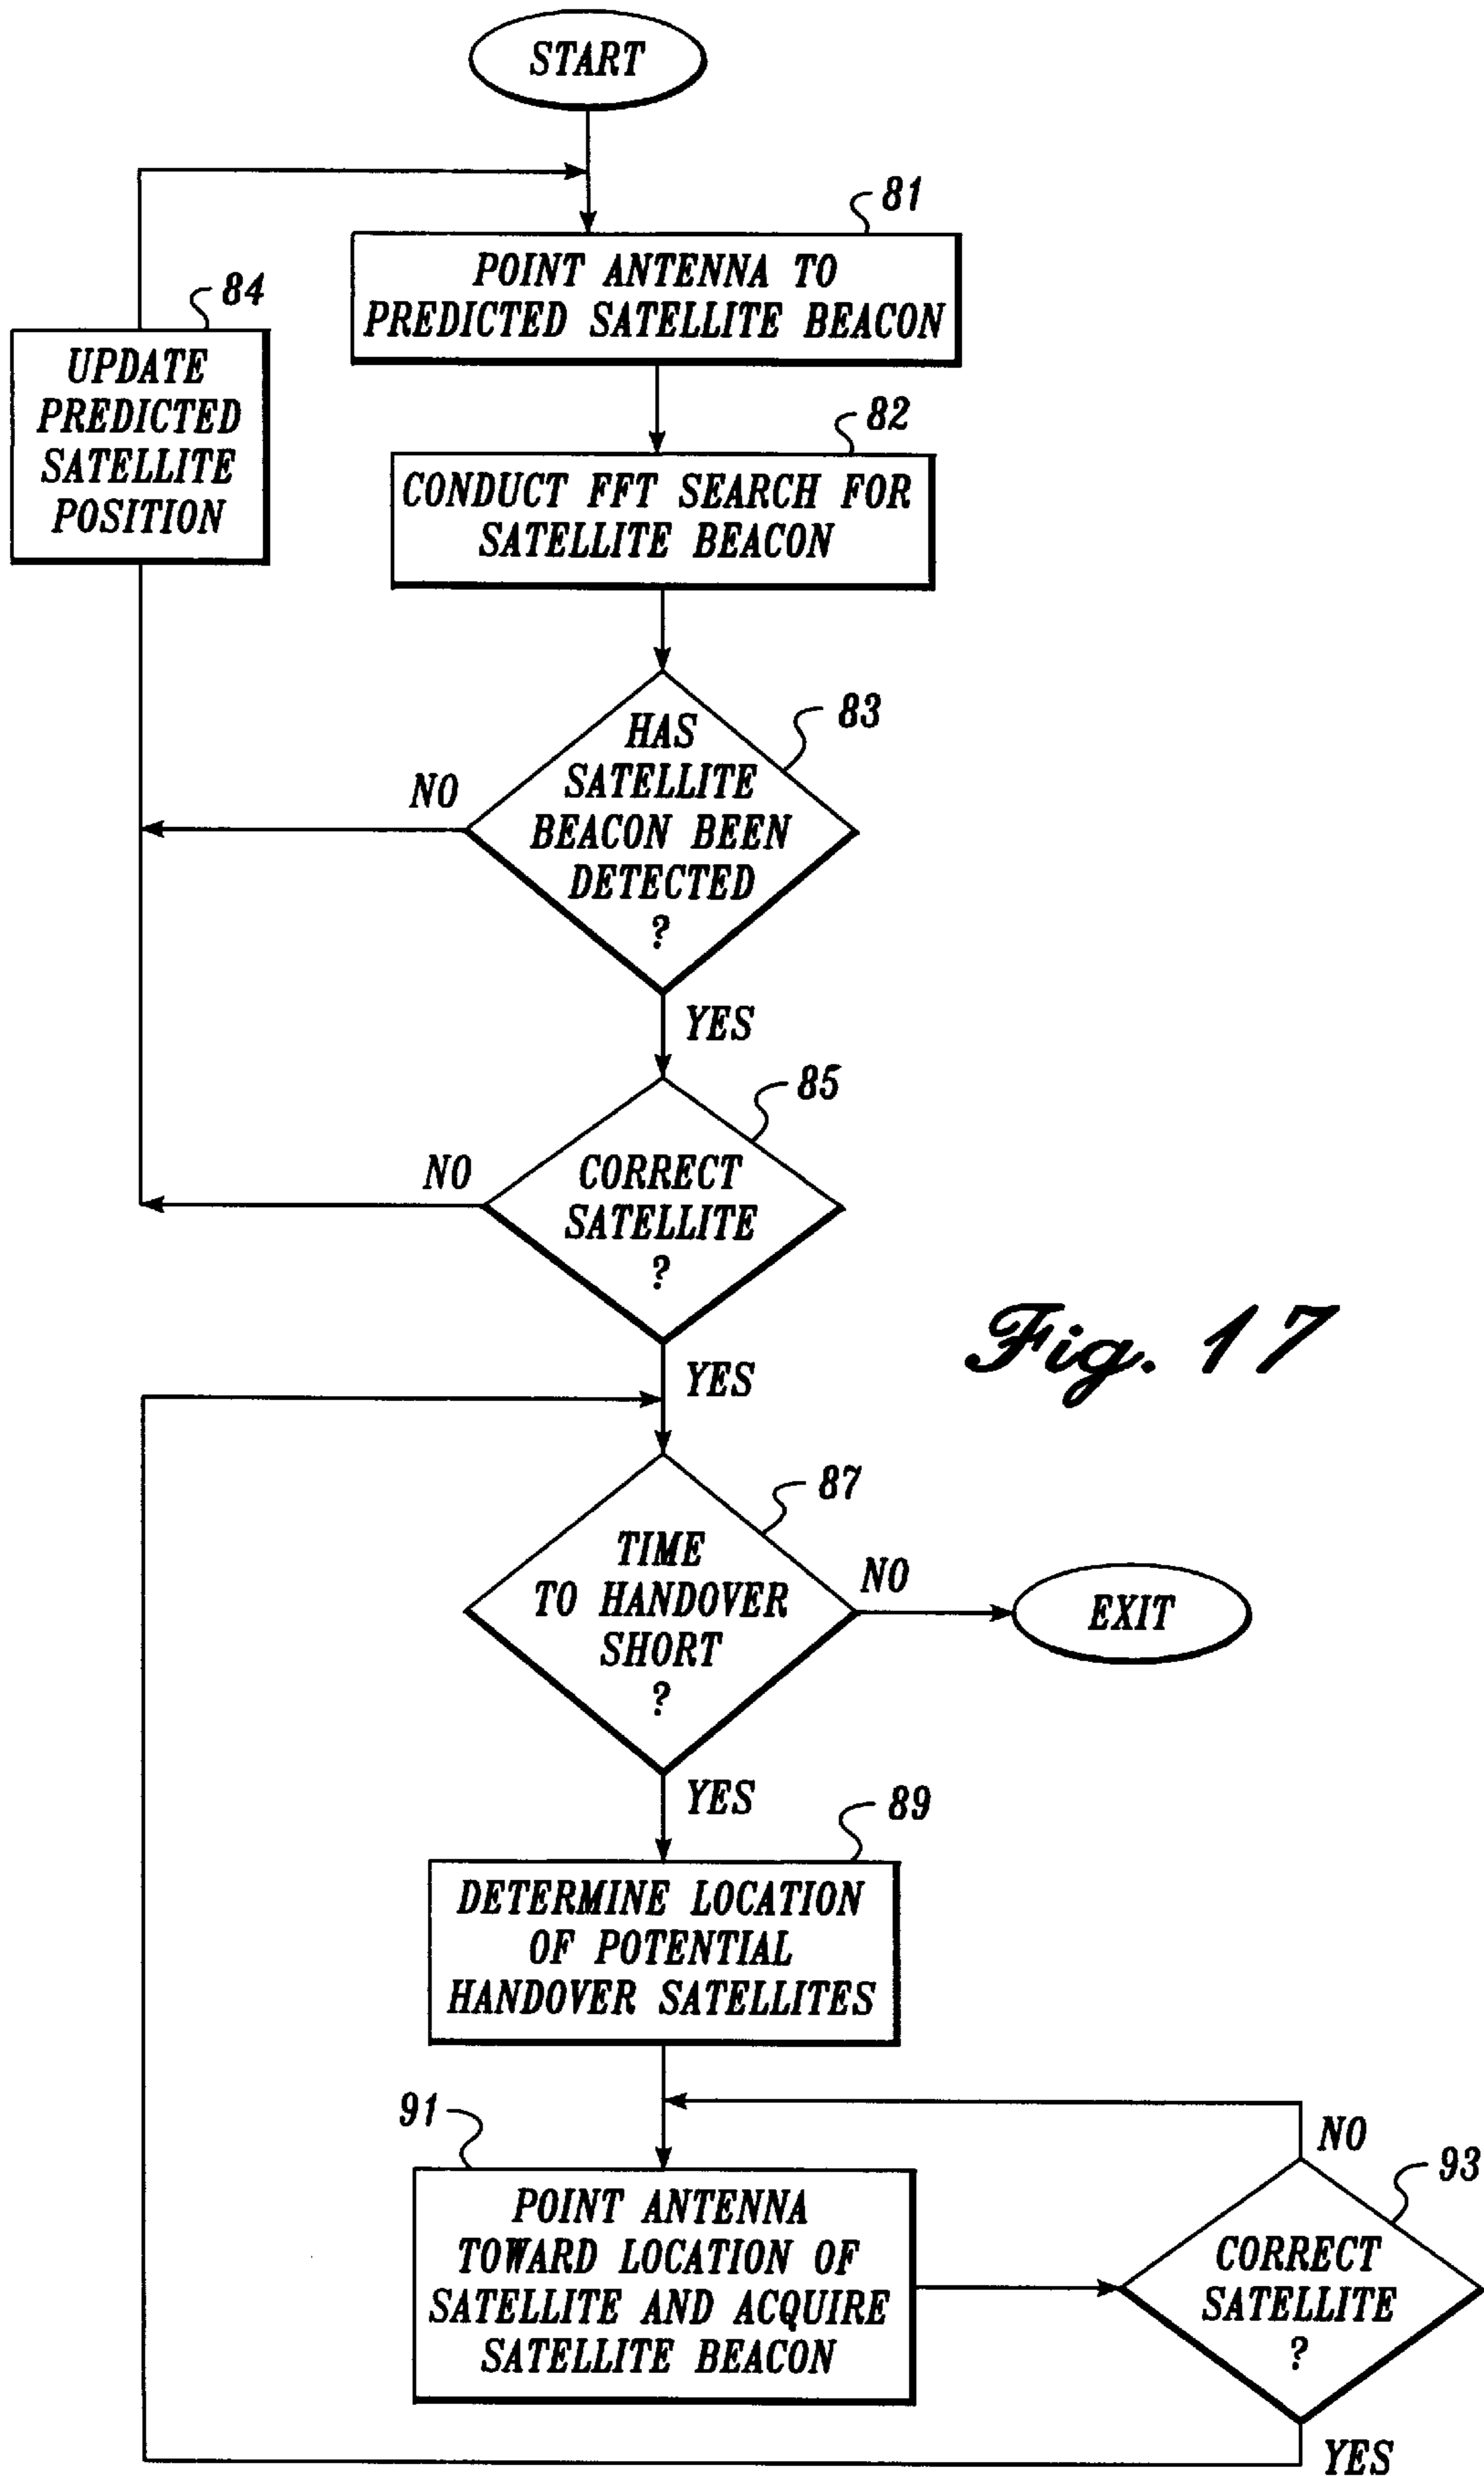 START
81
POINT ANTENNA TO
PREDICTED SATELLITE BEACON
84
UPDATE
PREDICTED
SATELLITE
POSITION
82
CONDUCT FFT SEARCH FOR
SATELLITE BEACON
83
HAS
SATELLITE
BEACON BEEN
DETECTED
?
NO
YES
85
CORRECT
SATELLITE
?
NO
YES
Fig. 17
87
TIME
TO HANDOVER
SHORT
?
NO
EXIT
YES
89
DETERMINE LOCATION
OF POTENTIAL
HANDOVER SATELLITES
91
POINT ANTENNA
TOWARD LOCATION OF
SATELLITE AND ACQUIRE
SATELLITE BEACON
NO
93
CORRECT
SATELLITE
?
YES